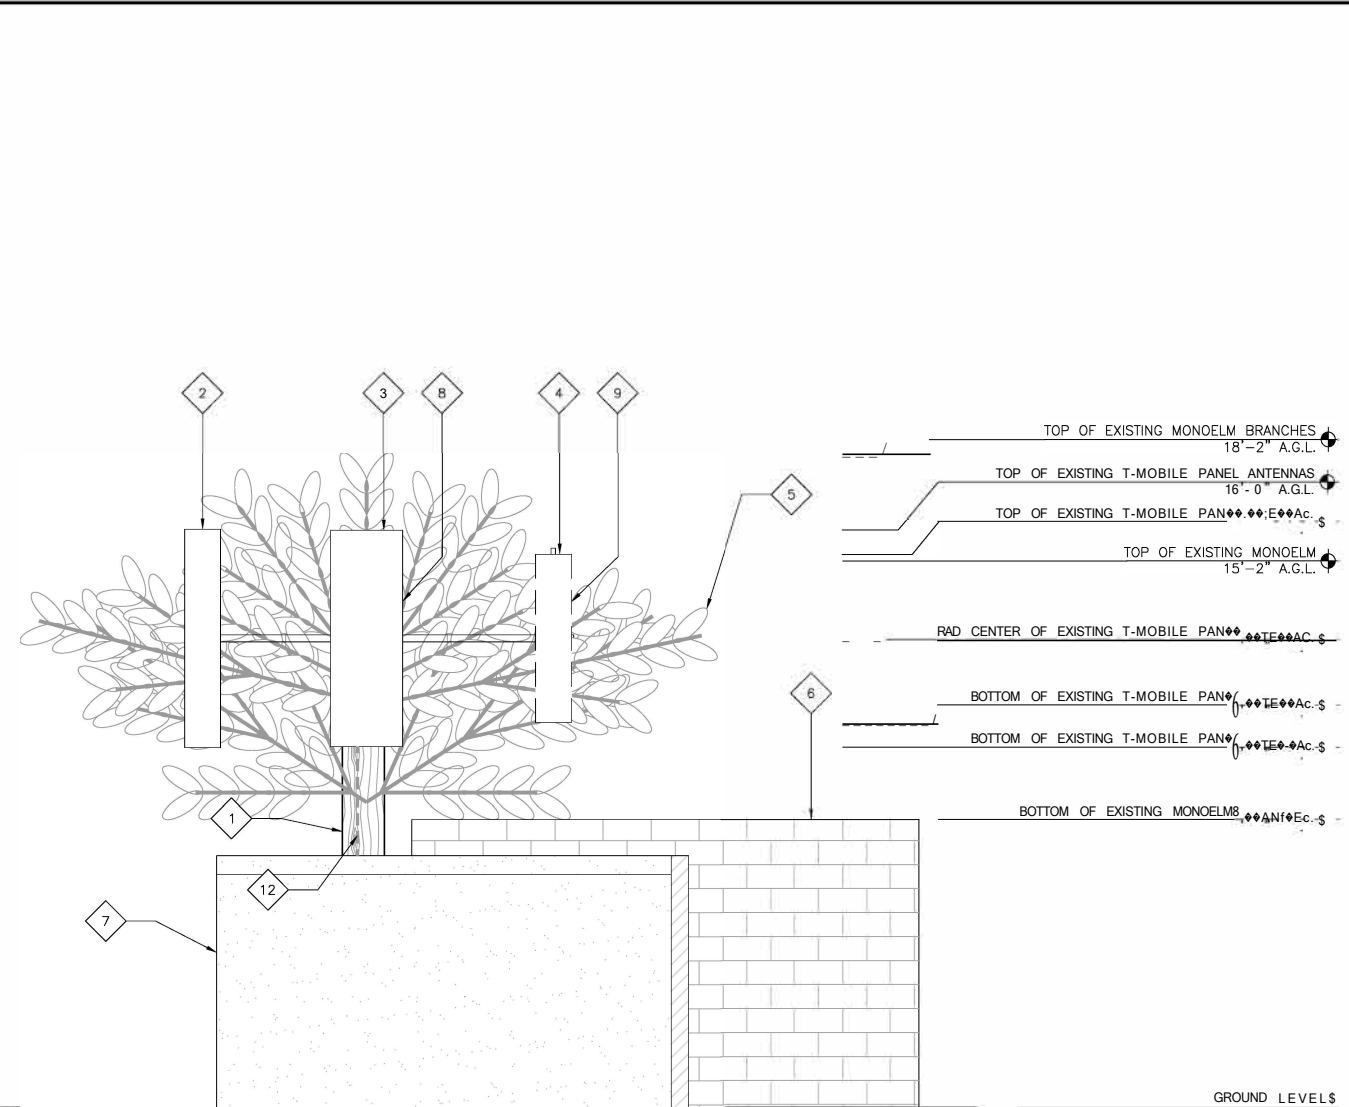 2
3
8
4
9
5
6
1
12
7
TOP OF EXISTING MONOELM BRANCHES
18'-2" A.G.L.
TOP OF EXISTING T-MOBILE PANEL ANTENNAS
16'-0" A.G.L.
TOP OF EXISTING T-MOBILE
TOP OF EXISTING MONOELM
15'-2" A.G.L.
RAD CENTER OF EXISTING T-MOBILE
BOTTOM OF EXISTING T-MOBILE
BOTTOM OF EXISTING T-MOBILE
BOTTOM OF EXISTING
GROUND LEVEL$